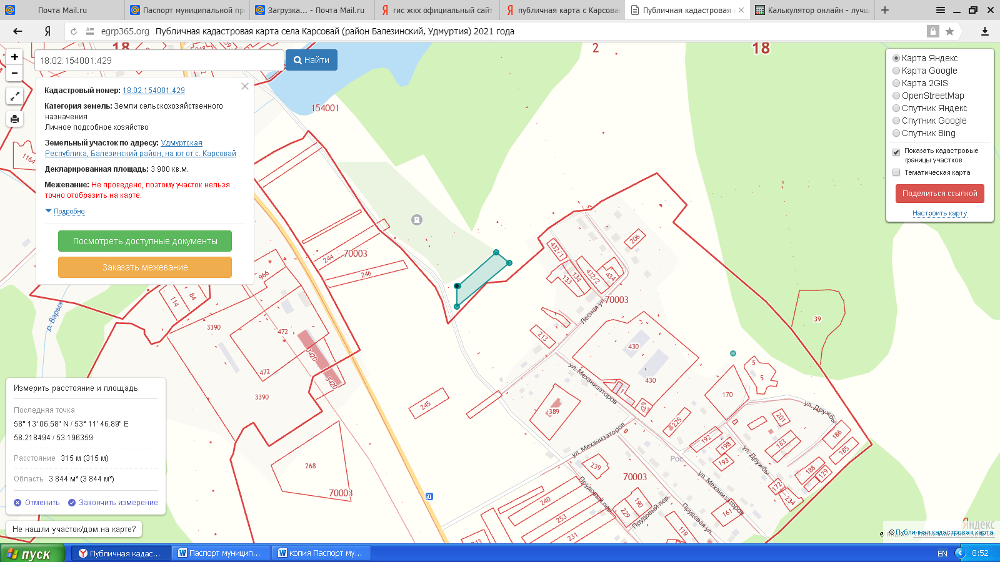 Почта Mail.ru
Паспорт муниципальной пр
Загрузка... - Почта Mail.ru
гис жкх официальный сайт
публичная карта с Карсова
Публичная кадастровая
Калькулятор онлайн - лучш
egrp365.org Публичная кадастровая карта села Карсовай (район Балезинский, Удмуртия) 2021 года
18:02:154001:429
Найти
Кадастровый номер: 18:02:154001:429
Категория земель: Земли сельскохозяйственного
назначения
Личное подсобное хозяйство
Земельный участок по адресу: Удмуртская
Республика, Балезинский район, на юг от с. Карсовай
Декларированная площадь: 3 900 кв.м.
Межевание: Не проведено, поэтому участок нельзя
точно отобразить на карте.
Подробно
Посмотреть доступные документы
Заказать межевание
Карта Яндекс
Карта Google
Карта 2GIS
OpenStreetMap
Спутник Яндекс
Спутник Google
Спутник Bing
Показать кадастровые
границы участков
Тематическая карта
Поделиться ссылкой
Настроить карту
18
2
18
154001
1164
70003
244
246
966
114
84
р. Варыж
3390
472
3420
472
3420
3390
268
70003
245
432/1
206
133
134
432/2
434
70003
Лесная ул.
213
430
430
39
ул. Механизаторов
1
429
389
5
5
170
225
ул. Дружбы
201
186
185
183
192
198
193
ул. Дружбы
188
129
172
234
ул. Механизаторов
239
Рос
70003
ул. Механизаторов
Прудовый пер.
190
229
Прудовый пер.
Прудовая ул.
161
119
240
253
231
243
Измерить расстояние и площадь
Последняя точка
58° 13' 06.58" N / 53° 11' 46.89" E
58.218494 / 53.196359
Расстояние 315 м (315 м)
Область 3 844 м² (3 844 м²)
Отменить
Закончить измерение
Не нашли участок/дом на карте?
Яндекс
© Публичная кадастровая карта
пуск
Публичная кадас...
Паспорт муницип...
копия Паспорт му...
EN
8:52